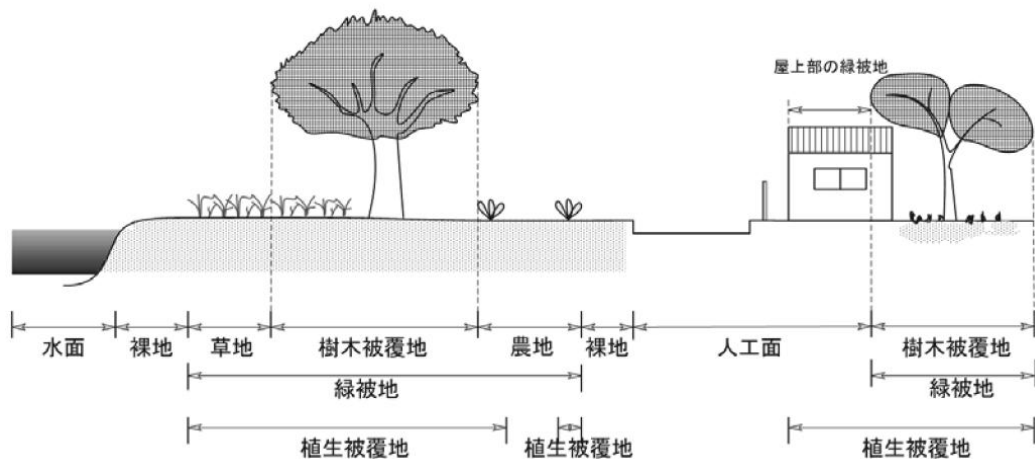 屋上部の緑被地
水面 裸地 草地 樹木被覆地 農地 裸地 人工面 樹木被覆地
緑被地 緑被地
植生被覆地 植生被覆地 植生被覆地